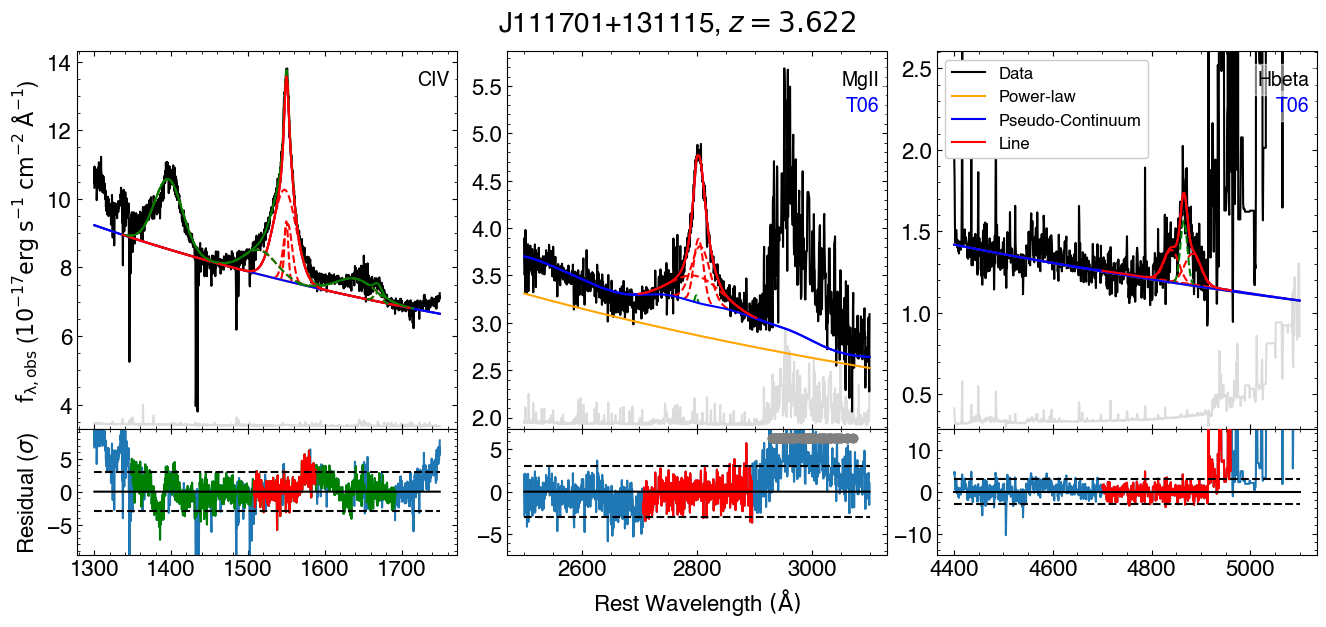 J111701+131115, z = 3.622
f_{λ,obs} (10^{−17}erg s^{−1} cm^{−2} Å^{−1})
14
12
10
8
6
4
CIV
5.5
5.0
4.5
4.0
3.5
3.0
2.5
2.0
MgII
T06
2.5
2.0
1.5
1.0
0.5
Data
Power-law
Pseudo-Continuum
Line
Hbeta
T06
Residual (σ)
5
0
−5
1300 1400 1500 1600 1700
5
0
−5
2600 2800 3000
10
0
−10
4400 4600 4800 5000
Rest Wavelength (Å)